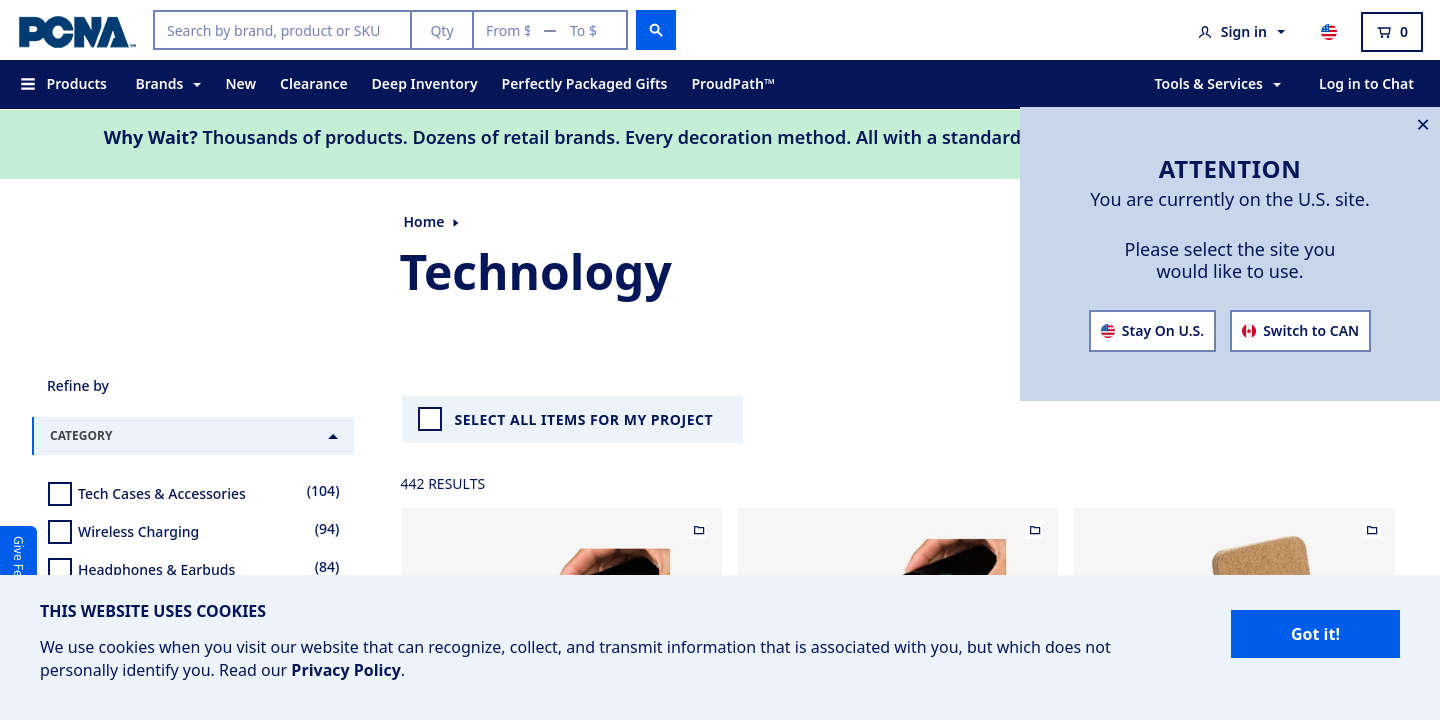 PCNA™
Search by brand, product or SKU
Qty
From $ — To $
Sign in
0
Products
Brands
New
Clearance
Deep Inventory
Perfectly Packaged Gifts
ProudPath™
Tools & Services
Log in to Chat
Why Wait? Thousands of products. Dozens of retail brands. Every decoration method. All with a standard
ATTENTION
You are currently on the U.S. site.
Please select the site you
would like to use.
Stay On U.S.
Switch to CAN
Home
Technology
Refine by
CATEGORY
SELECT ALL ITEMS FOR MY PROJECT
442 RESULTS
Tech Cases & Accessories (104)
Wireless Charging (94)
Headphones & Earbuds (84)
Give Fe
THIS WEBSITE USES COOKIES
We use cookies when you visit our website that can recognize, collect, and transmit information that is associated with you, but which does not
personally identify you. Read our Privacy Policy.
Got it!